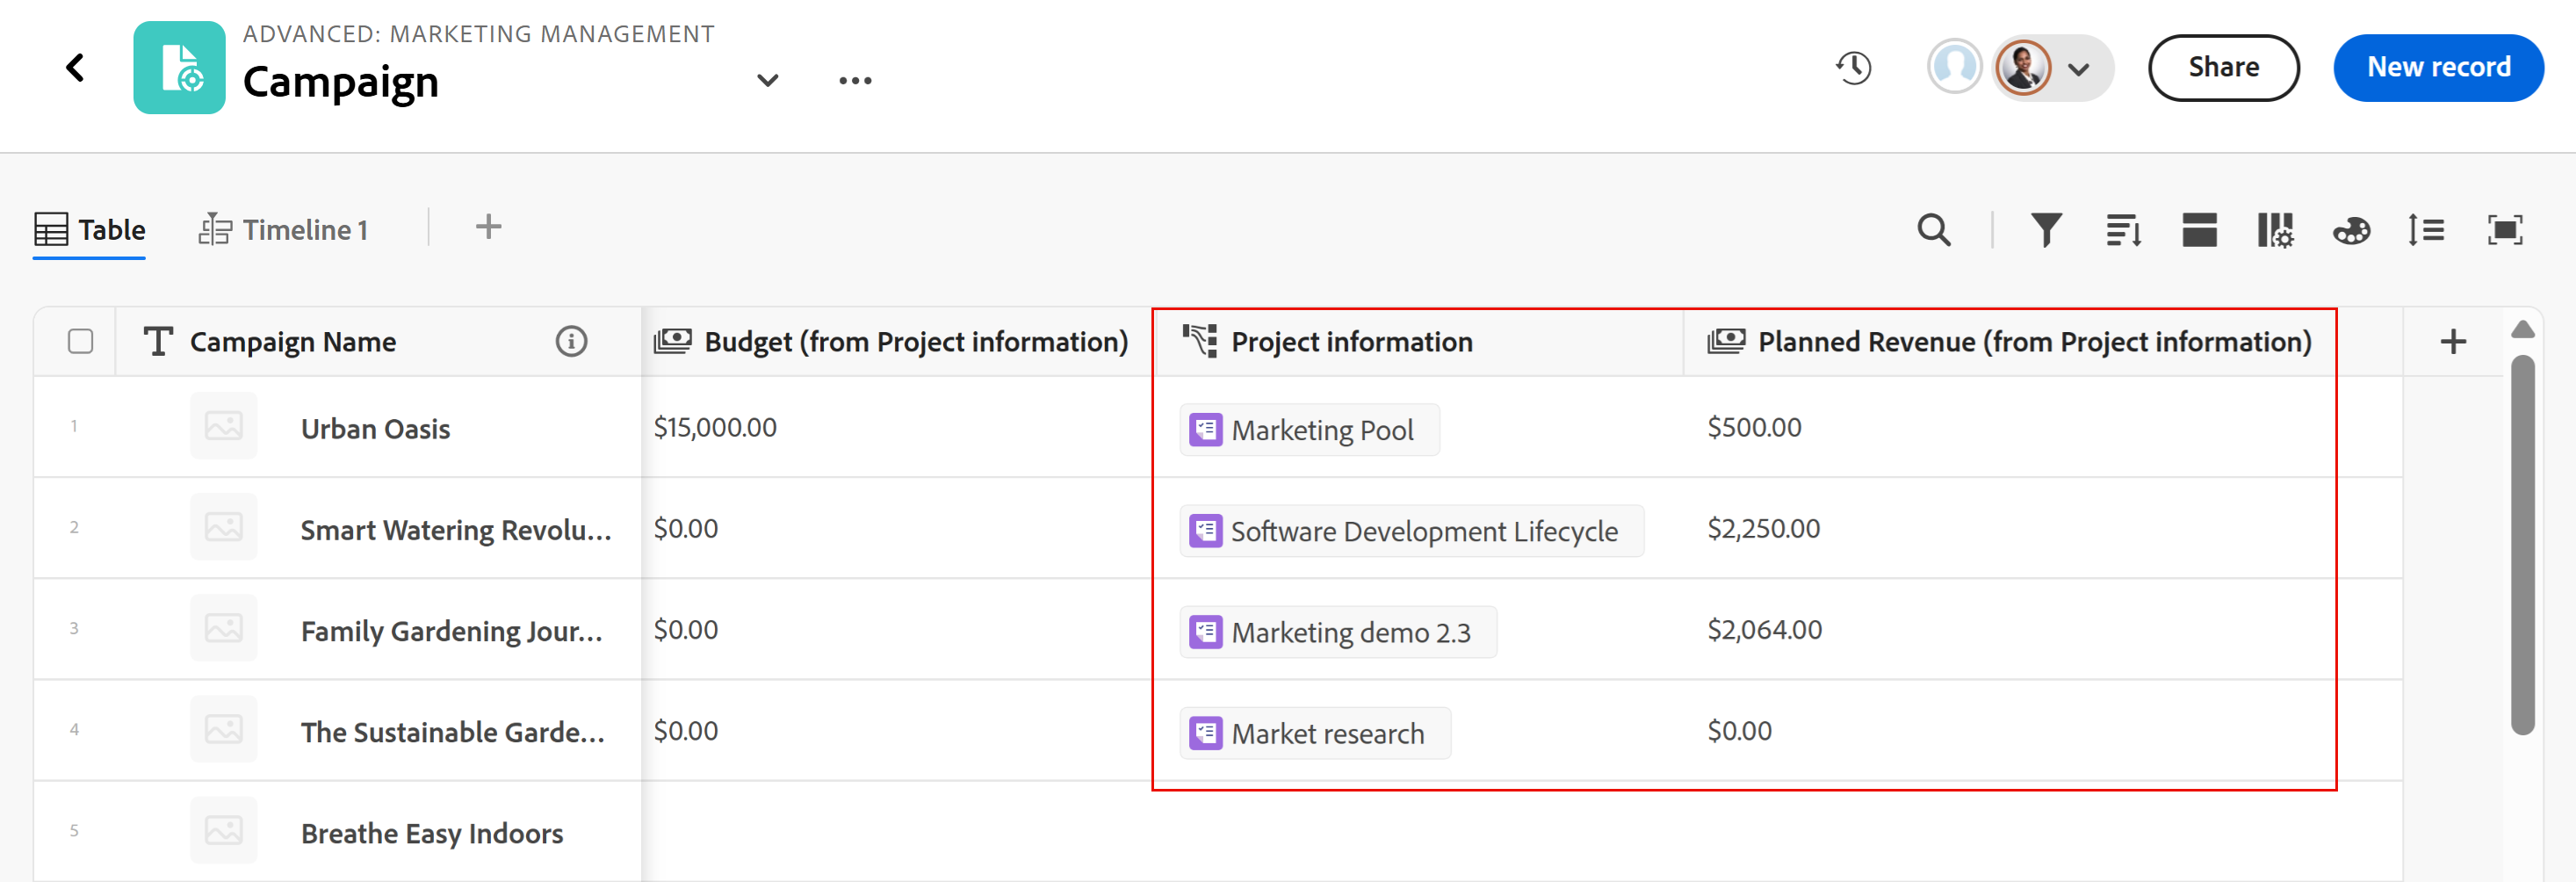 ADVANCED: MARKETING MANAGEMENT
Campaign
Share
New record
Table
Timeline 1
Campaign Name
Budget (from Project information)
Project information
Planned Revenue (from Project information)
1 Urban Oasis $15,000.00 Marketing Pool $500.00
2 Smart Watering Revolu... $0.00 Software Development Lifecycle $2,250.00
3 Family Gardening Jour... $0.00 Marketing demo 2.3 $2,064.00
4 The Sustainable Garde... $0.00 Market research $0.00
5 Breathe Easy Indoors